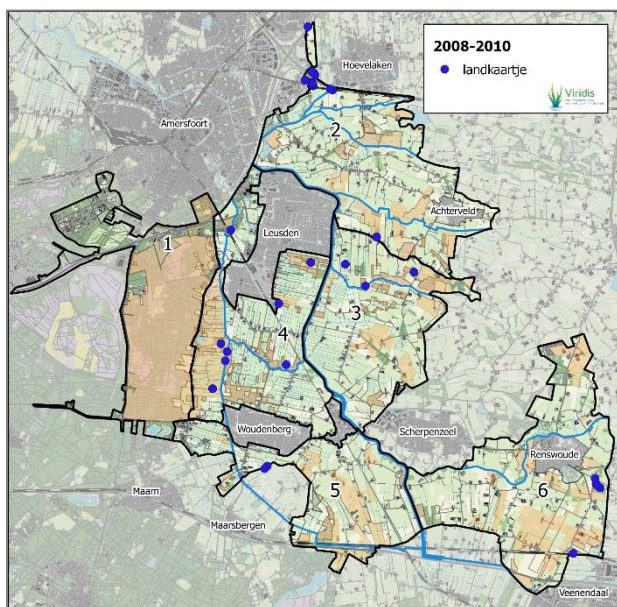 2008-2010
landkaartje
Viridis
Hoevelaken
Amersfoort
2
Achterveld
1
Leusden
3
4
Woudenberg
Scherpenzeel
Renswoude
Maarn
5
6
Maarsbergen
Veenendaal